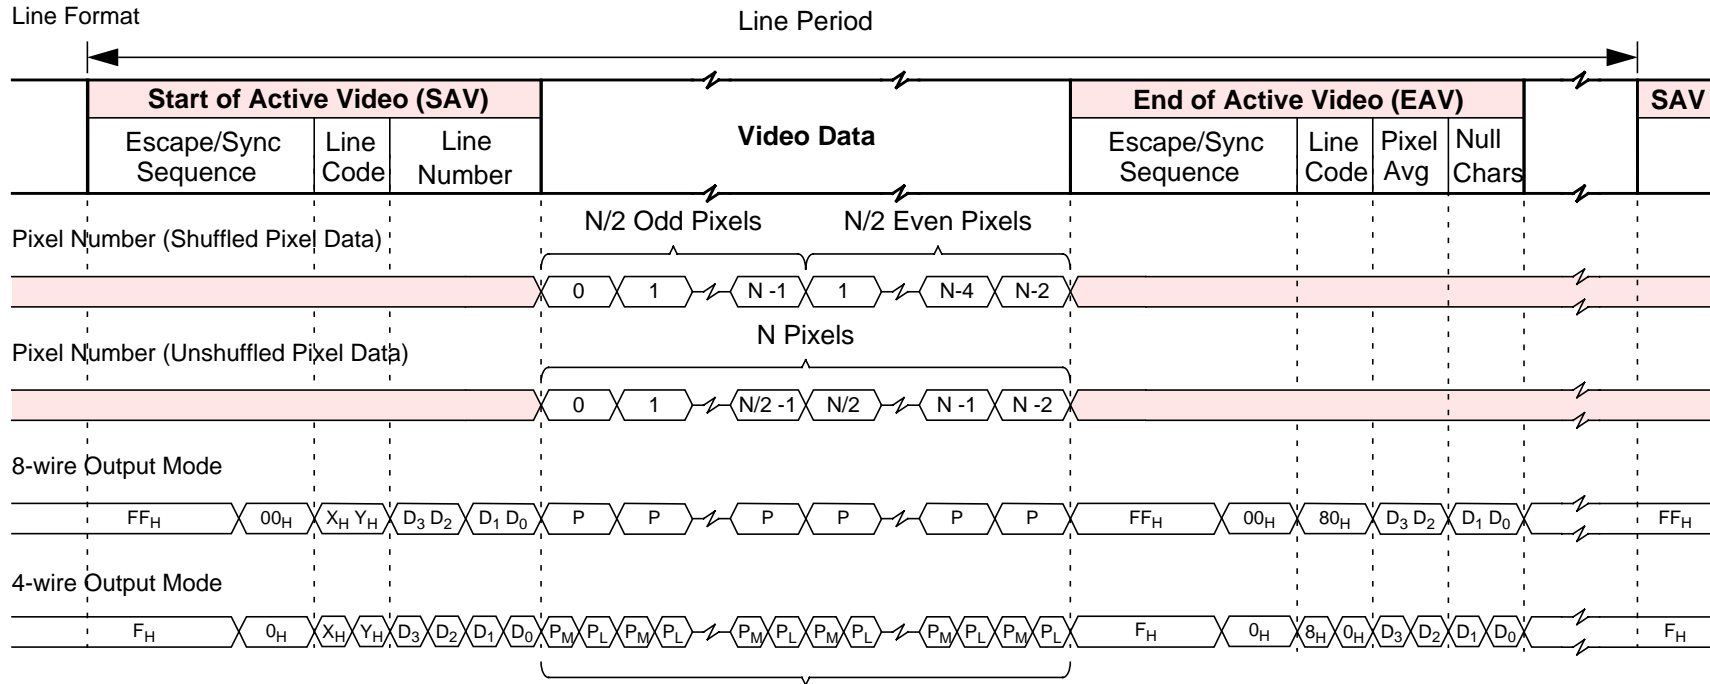 Line Format
Line Period
Start of Active Video (SAV)
Video Data
End of Active Video (EAV)
SAV
Escape/Sync Sequence
Line Code
Line Number
Escape/Sync Sequence
Line Code
Pixel Avg
Null Chars
N/2 Odd Pixels
N/2 Even Pixels
Pixel Number (Shuffled Pixel Data)
0 1 N -1 1 N-4 N-2
N Pixels
Pixel Number (Unshuffled Pixel Data)
0 1 N/2 -1 N/2 N -1 N -2
8-wire Output Mode
FFH 00H XH YH D3 D2 D1 D0 P P P P P P FFH 00H 80H D3 D2 D1 D0 FFH
4-wire Output Mode
FH 0H XH YH D3 D2 D1 D0 PM PL PM PL PM PL PM PL PM PL PM PL FH 0H 8H 0H D3 D2 D1 D0 FH